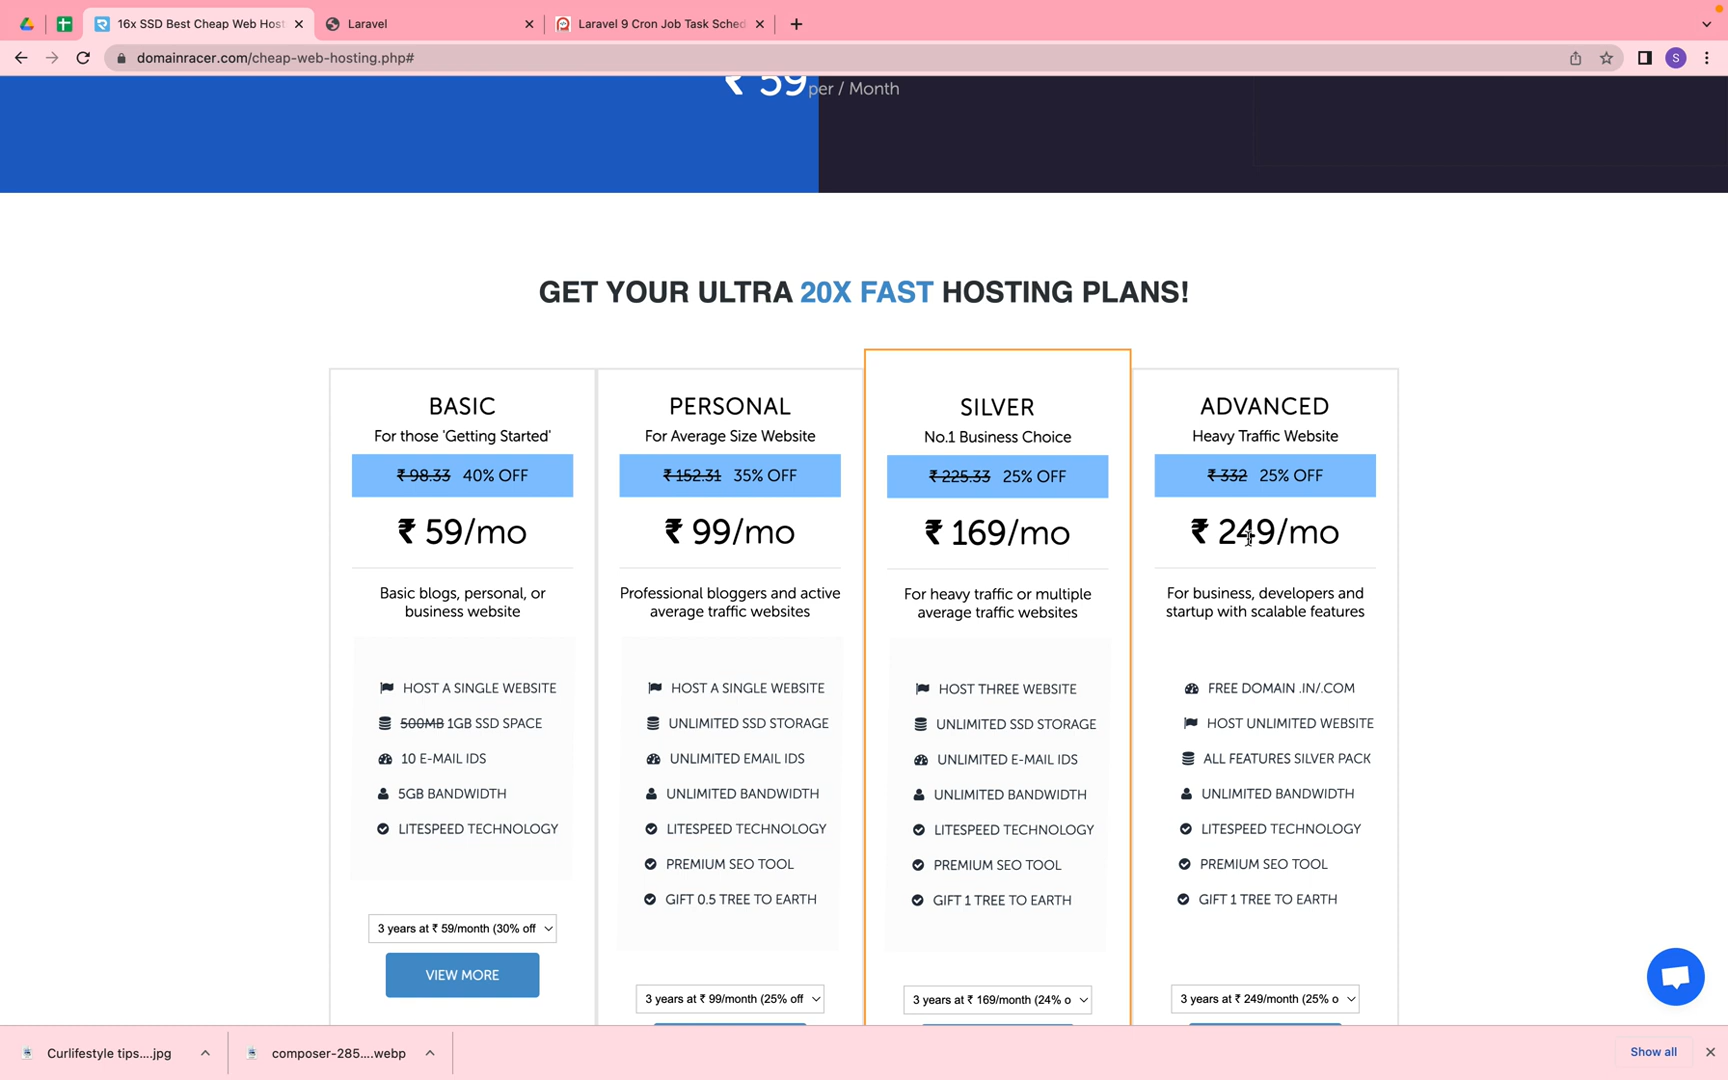 16x SSD Best Cheap Web Host
Laravel
Laravel 9 Cron Job Task Sched
domainracer.com/cheap-web-hosting.php#
S
₹ 59 per / Month
GET YOUR ULTRA 20X FAST HOSTING PLANS!
BASIC
For those 'Getting Started'
₹ 98.33 40% OFF
₹ 59/mo
Basic blogs, personal, or
business website
HOST A SINGLE WEBSITE
500MB 1GB SSD SPACE
10 E-MAIL IDS
5GB BANDWIDTH
LITESPEED TECHNOLOGY
3 years at ₹ 59/month (30% off
VIEW MORE
PERSONAL
For Average Size Website
₹ 152.31 35% OFF
₹ 99/mo
Professional bloggers and active
average traffic websites
HOST A SINGLE WEBSITE
UNLIMITED SSD STORAGE
UNLIMITED EMAIL IDS
UNLIMITED BANDWIDTH
LITESPEED TECHNOLOGY
PREMIUM SEO TOOL
GIFT 0.5 TREE TO EARTH
3 years at ₹ 99/month (25% off
SILVER
No.1 Business Choice
₹ 225.33 25% OFF
₹ 169/mo
For heavy traffic or multiple
average traffic websites
HOST THREE WEBSITE
UNLIMITED SSD STORAGE
UNLIMITED E-MAIL IDS
UNLIMITED BANDWIDTH
LITESPEED TECHNOLOGY
PREMIUM SEO TOOL
GIFT 1 TREE TO EARTH
3 years at ₹ 169/month (24% o
ADVANCED
Heavy Traffic Website
₹ 332 25% OFF
₹ 249/mo
For business, developers and
startup with scalable features
FREE DOMAIN .IN/.COM
HOST UNLIMITED WEBSITE
ALL FEATURES SILVER PACK
UNLIMITED BANDWIDTH
LITESPEED TECHNOLOGY
PREMIUM SEO TOOL
GIFT 1 TREE TO EARTH
3 years at ₹ 249/month (25% o
Curlifestyle tips....jpg
composer-285....webp
Show all